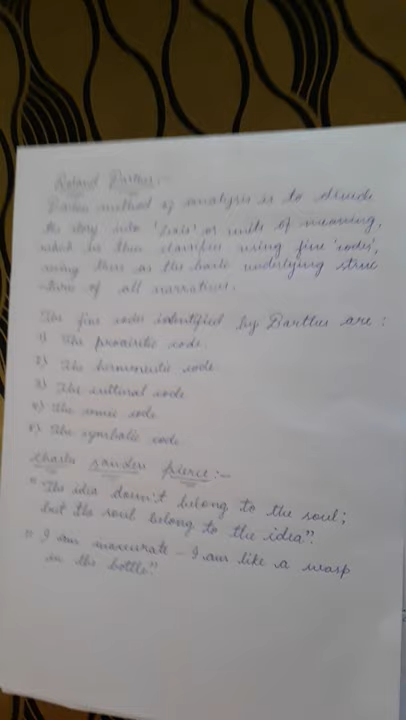 Roland Barthes:-
Barthes method of analysis is to divide
the story into 'lexias' or units of meaning,
which he then classifies using five 'codes',
using them as the basic underlying struc
-ture of all narratives.
The five codes identified by Barthes are :
1) The proairetic code.
2) The hermeneutic code
3) The cultural code
4) The semic code
5) The symbolic code
Charles sanders pierce:-
"The idea doesn't belong to the soul;
but the soul belong to the idea".
" I am inaccurate - I am like a wasp
in the bottle."